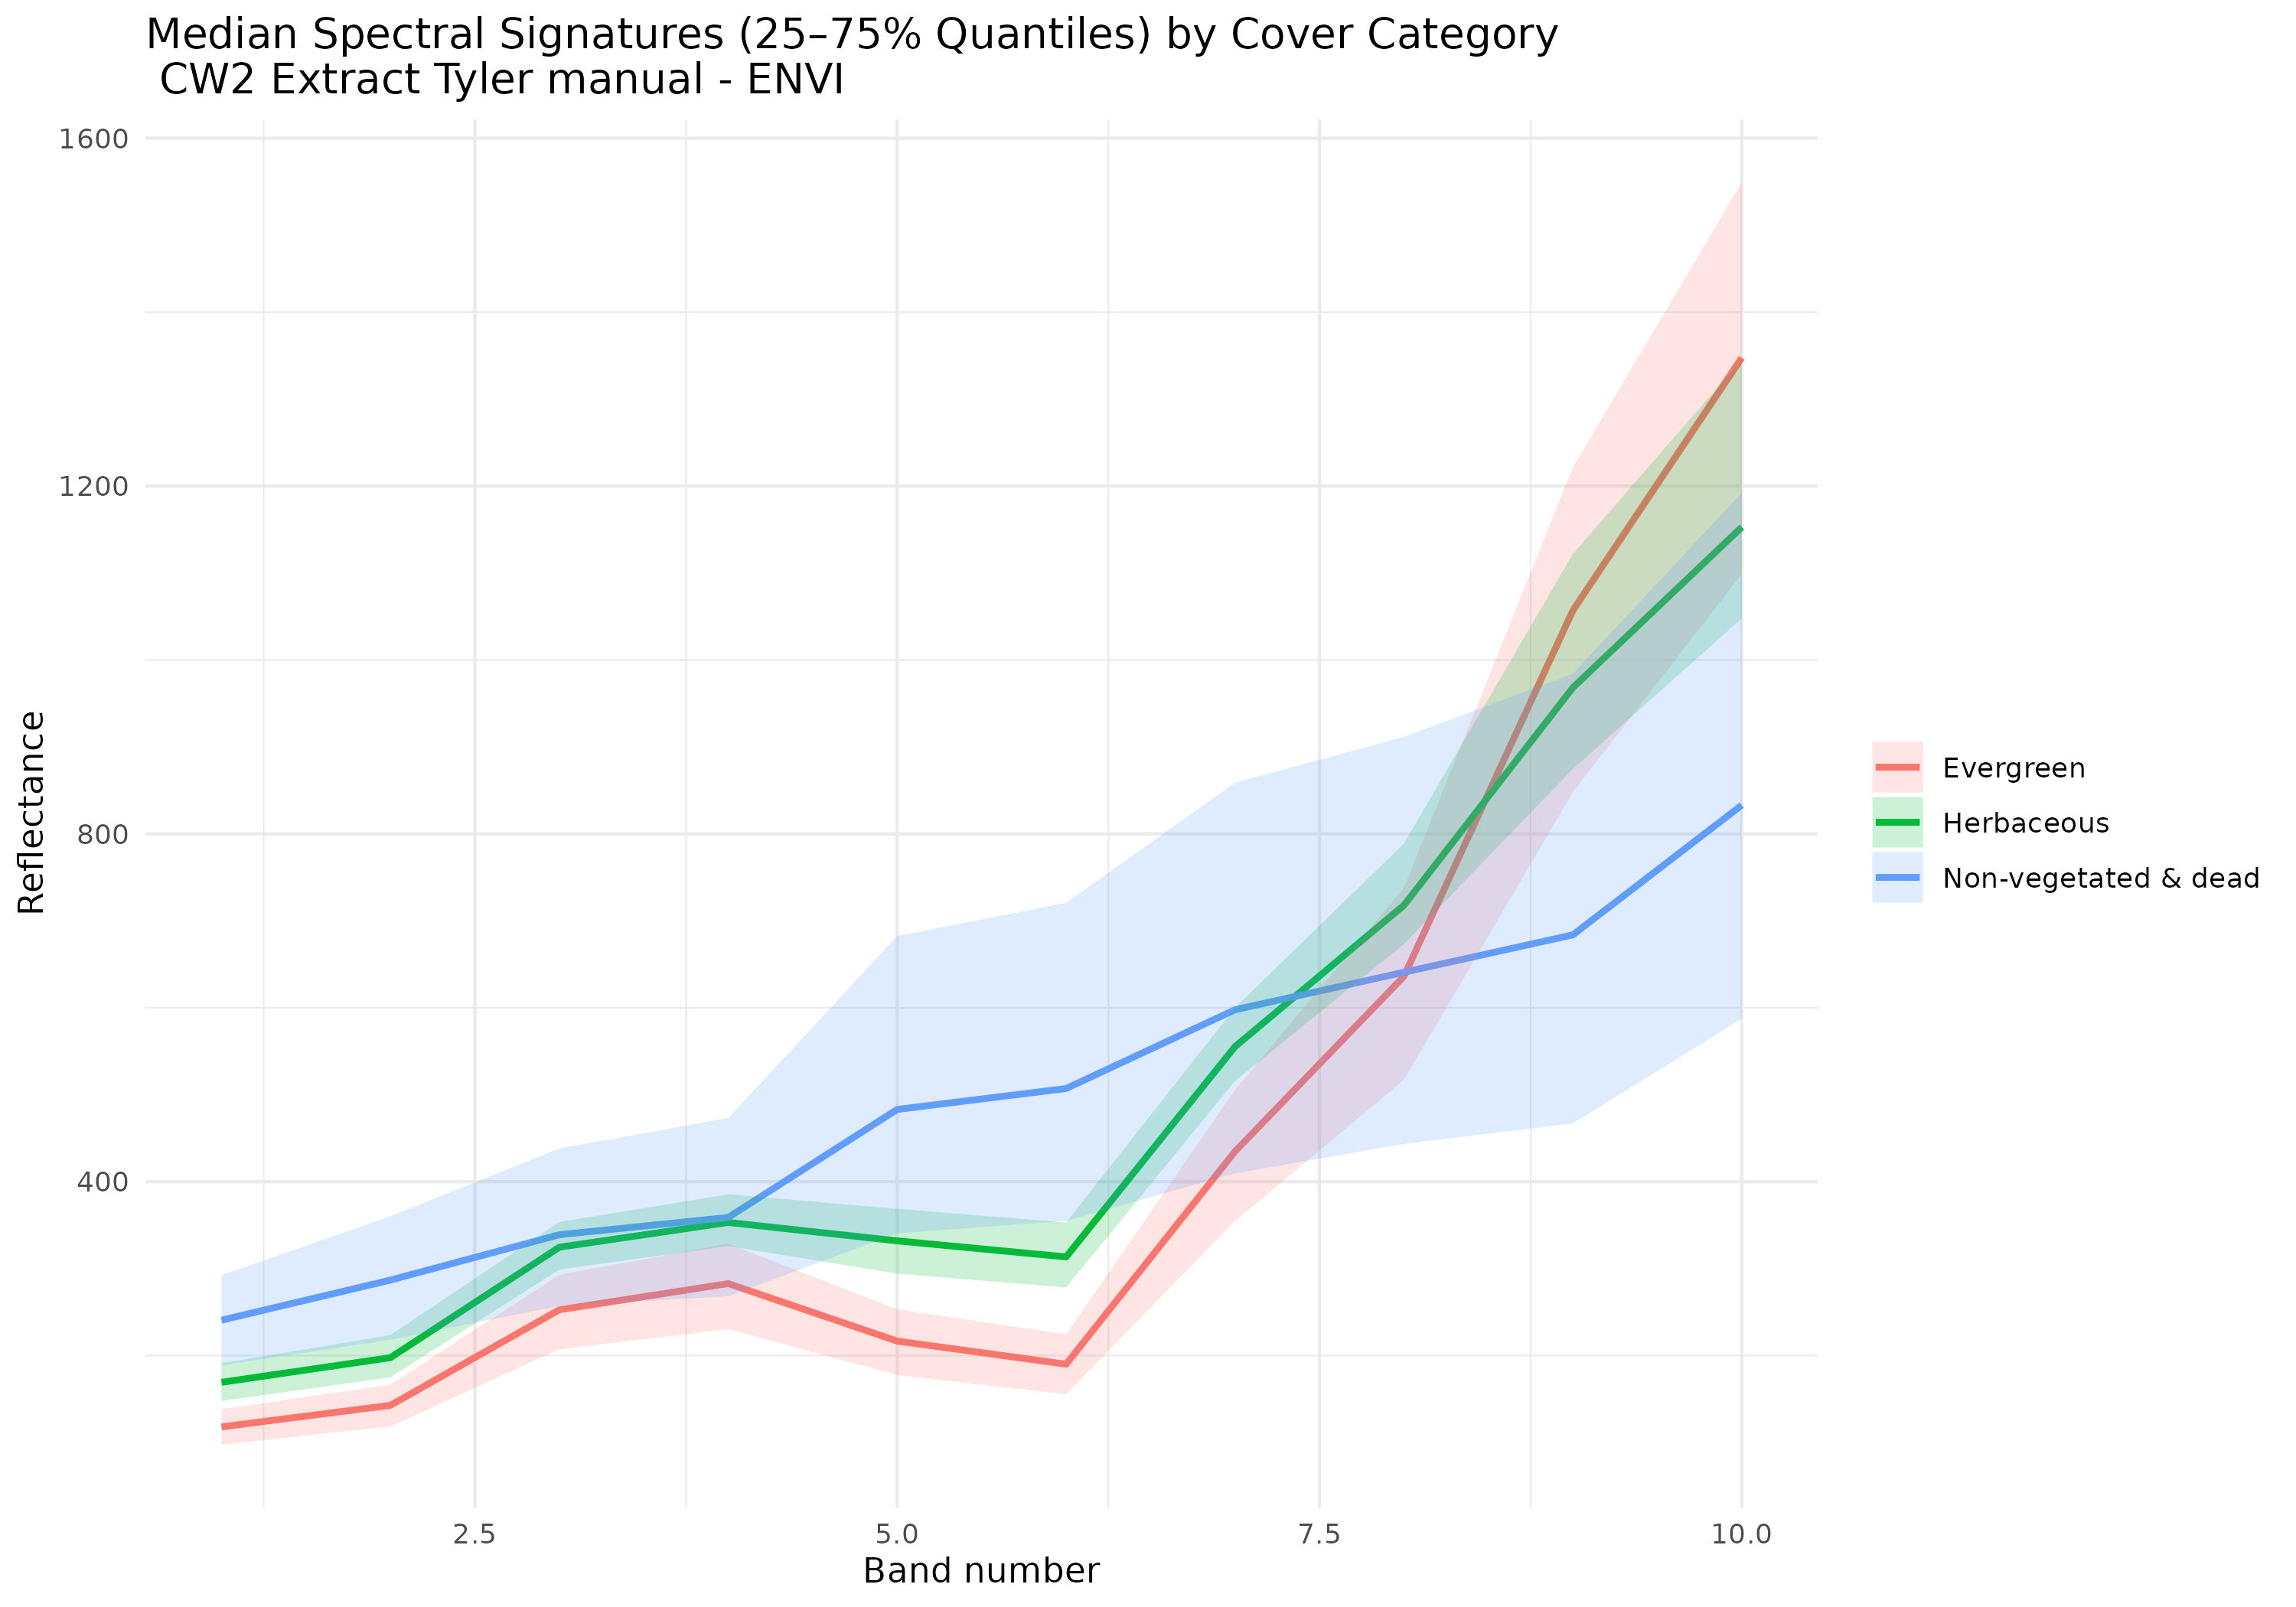 Median Spectral Signatures (25–75% Quantiles) by Cover Category
CW2 Extract Tyler manual - ENVI
1600
1200
800
400
Reflectance
2.5
5.0
7.5
10.0
Band number
Evergreen
Herbaceous
Non-vegetated & dead